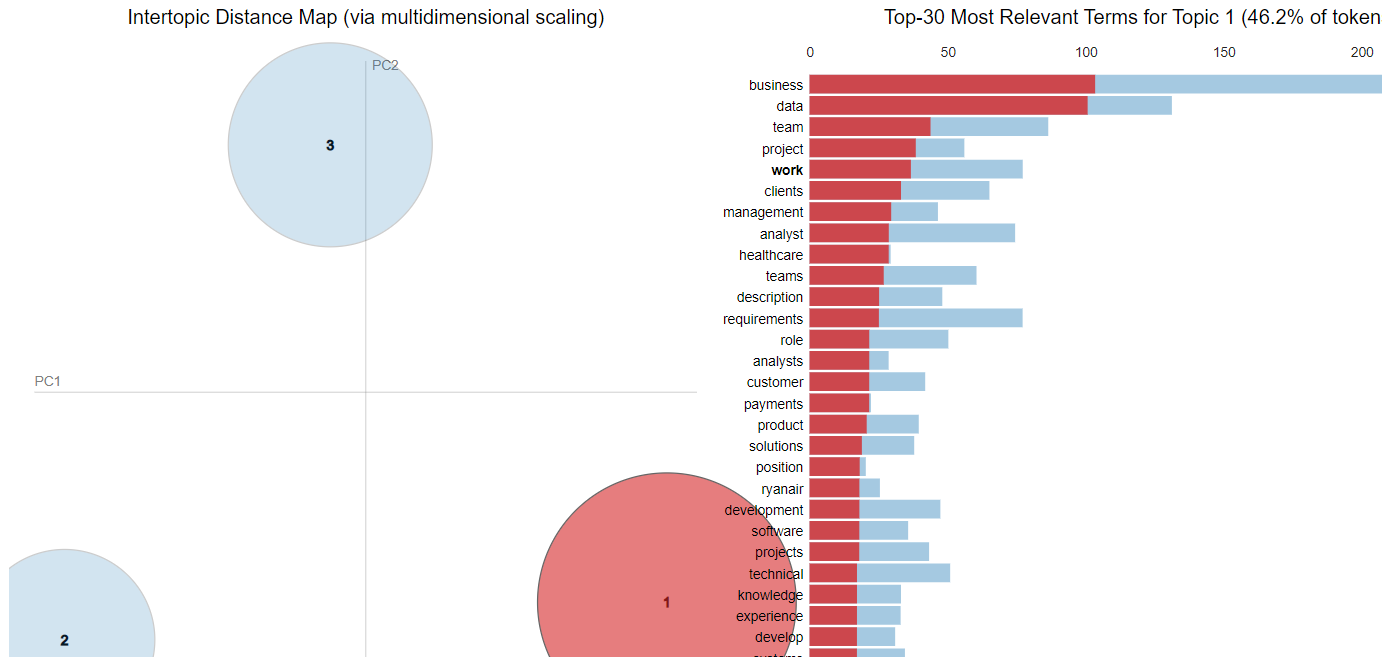 Intertopic Distance Map (via multidimensional scaling)
PC2
3
PC1
1
2
Top-30 Most Relevant Terms for Topic 1 (46.2% of token
0 50 100 150 200
business
data
team
project
work
clients
management
analyst
healthcare
teams
description
requirements
role
analysts
customer
payments
product
solutions
position
ryanair
development
software
projects
technical
knowledge
experience
develop